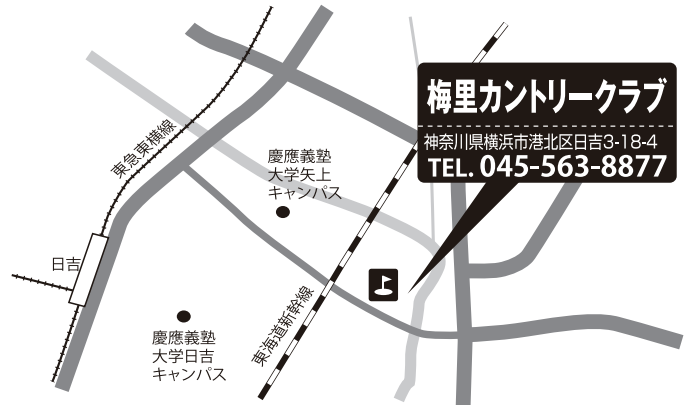 梅里カントリークラブ
神奈川県横浜市港北区日吉3-18-4
TEL. 045-563-8877
東急東横線
慶應義塾
大学矢上
キャンパス
日吉
東海道新幹線
慶應義塾
大学日吉
キャンパス